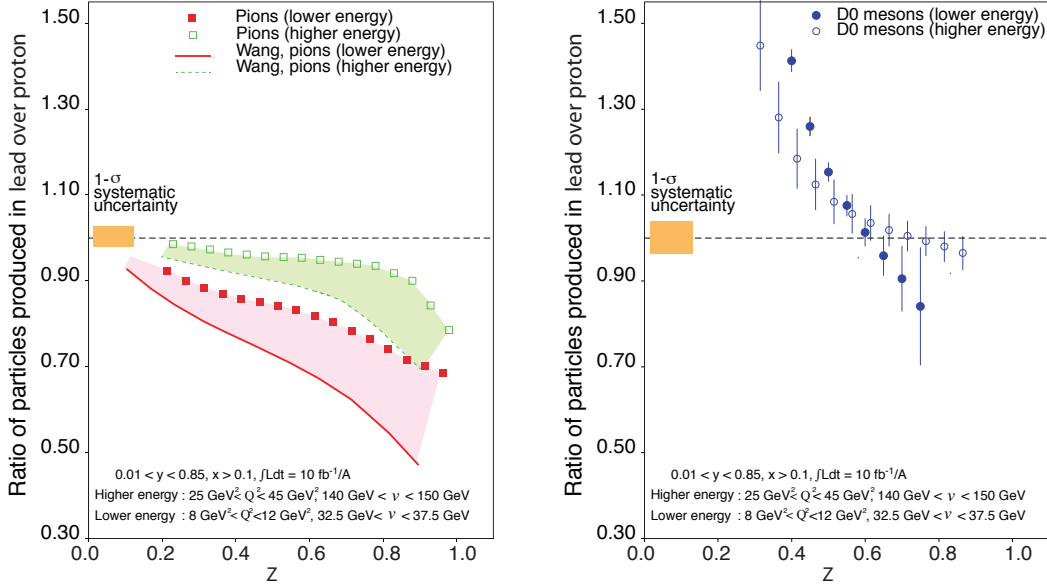 Ratio of particles produced in lead over proton
1.50
1.30
1.10
0.90
0.70
0.50
0.30
Pions (lower energy)
Pions (higher energy)
Wang, pions (lower energy)
Wang, pions (higher energy)
1-σ
systematic
uncertainty
0.01 < y < 0.85, x > 0.1, ∫Ldt = 10 fb⁻¹/A
Higher energy : 25 GeV²< Q²< 45 GeV², 140 GeV < ν < 150 GeV
Lower energy : 8 GeV²< Q²<12 GeV², 32.5 GeV< ν < 37.5 GeV
0.0 0.2 0.4 0.6 0.8 1.0
Z
Ratio of particles produced in lead over proton
1.50
1.30
1.10
0.90
0.70
0.50
0.30
D0 mesons (lower energy)
D0 mesons (higher energy)
1-σ
systematic
uncertainty
0.01 < y < 0.85, x > 0.1, ∫Ldt = 10 fb⁻¹/A
Higher energy : 25 GeV²< Q²< 45 GeV², 140 GeV < ν < 150 GeV
Lower energy : 8 GeV²< Q²<12 GeV², 32.5 GeV< ν < 37.5 GeV
0.0 0.2 0.4 0.6 0.8 1.0
Z